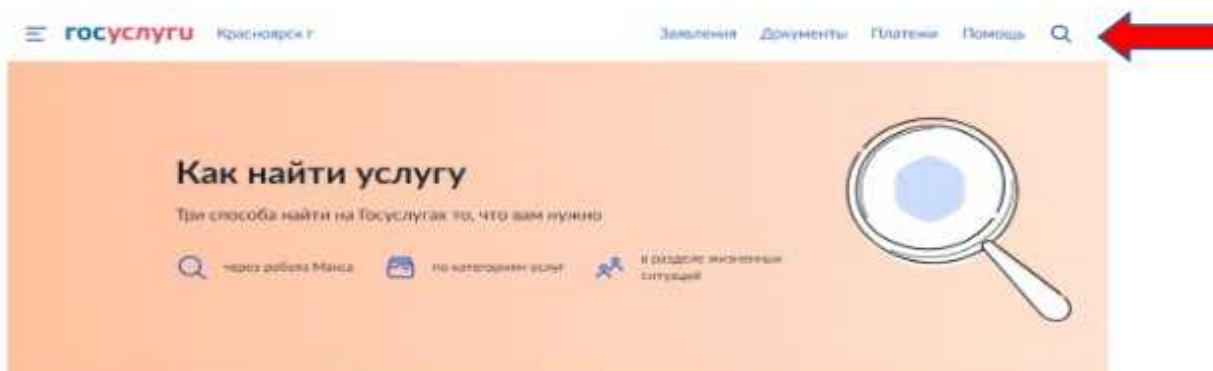 госуслуги Красноярск г Заявления Документы Платежи Помощь
Как найти услугу
Три способа найти на Госуслугах то, что вам нужно
через робота Макса по категориям услуг в разделе жизненных
ситуаций